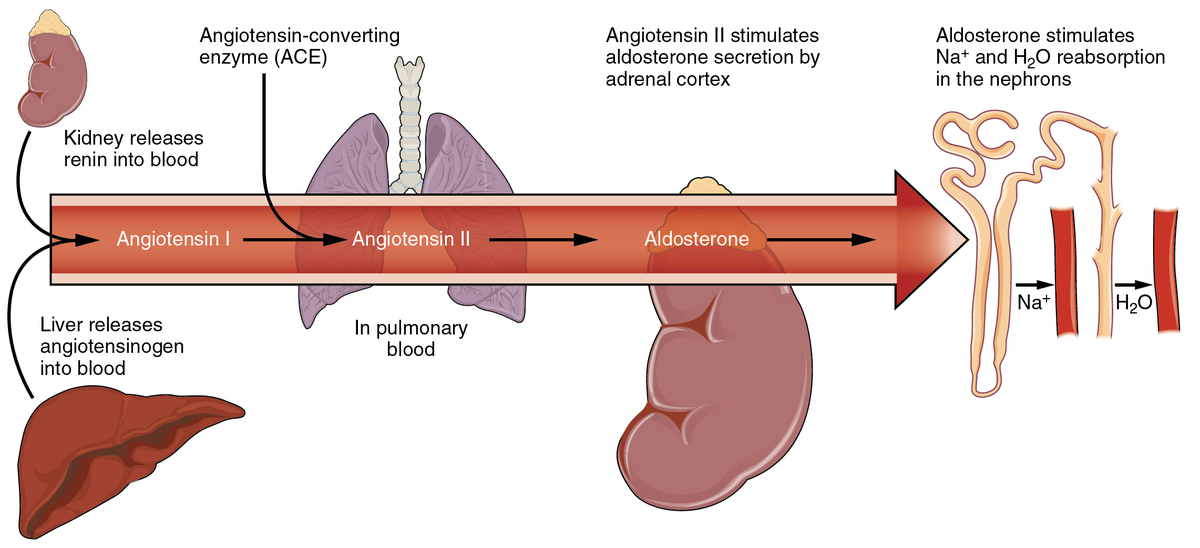 Angiotensin-converting
enzyme (ACE)
Angiotensin II stimulates
aldosterone secretion by
adrenal cortex
Aldosterone stimulates
Na⁺ and H₂O reabsorption
in the nephrons
Kidney releases
renin into blood
Angiotensin I
Angiotensin II
Aldosterone
Na⁺
H₂O
Liver releases
angiotensinogen
into blood
In pulmonary
blood